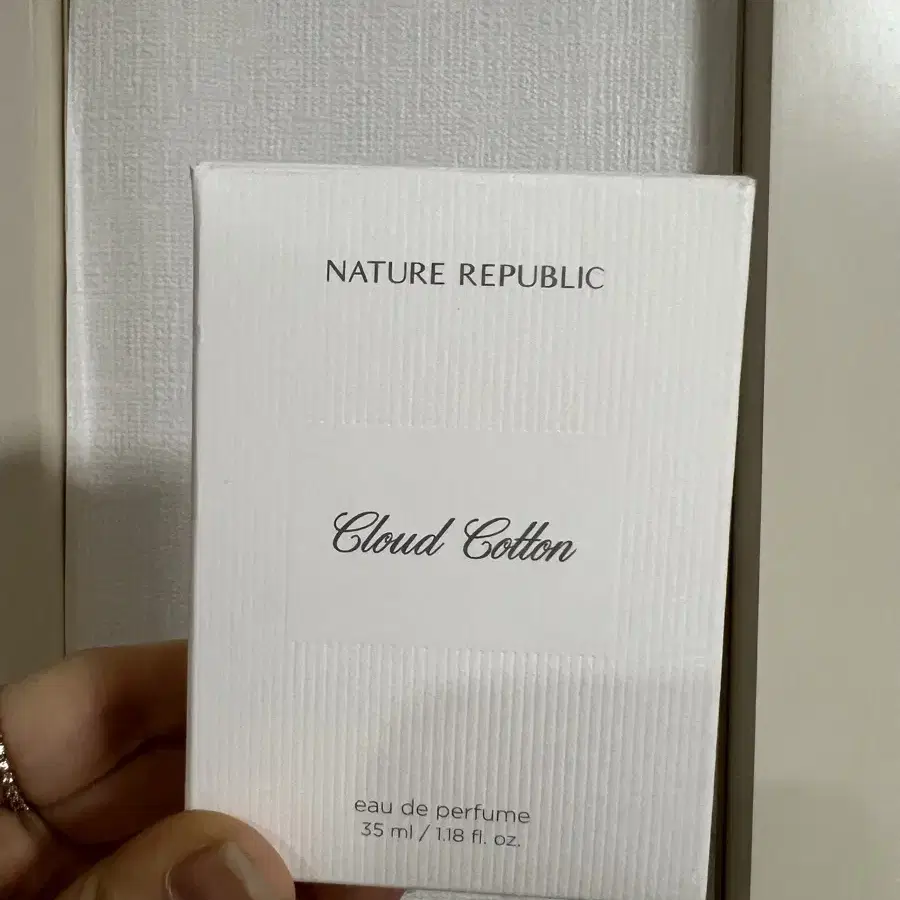 NATURE REPUBLIC
Cloud Cotton
eau de perfume
35 ml / 1.18 fl. oz.